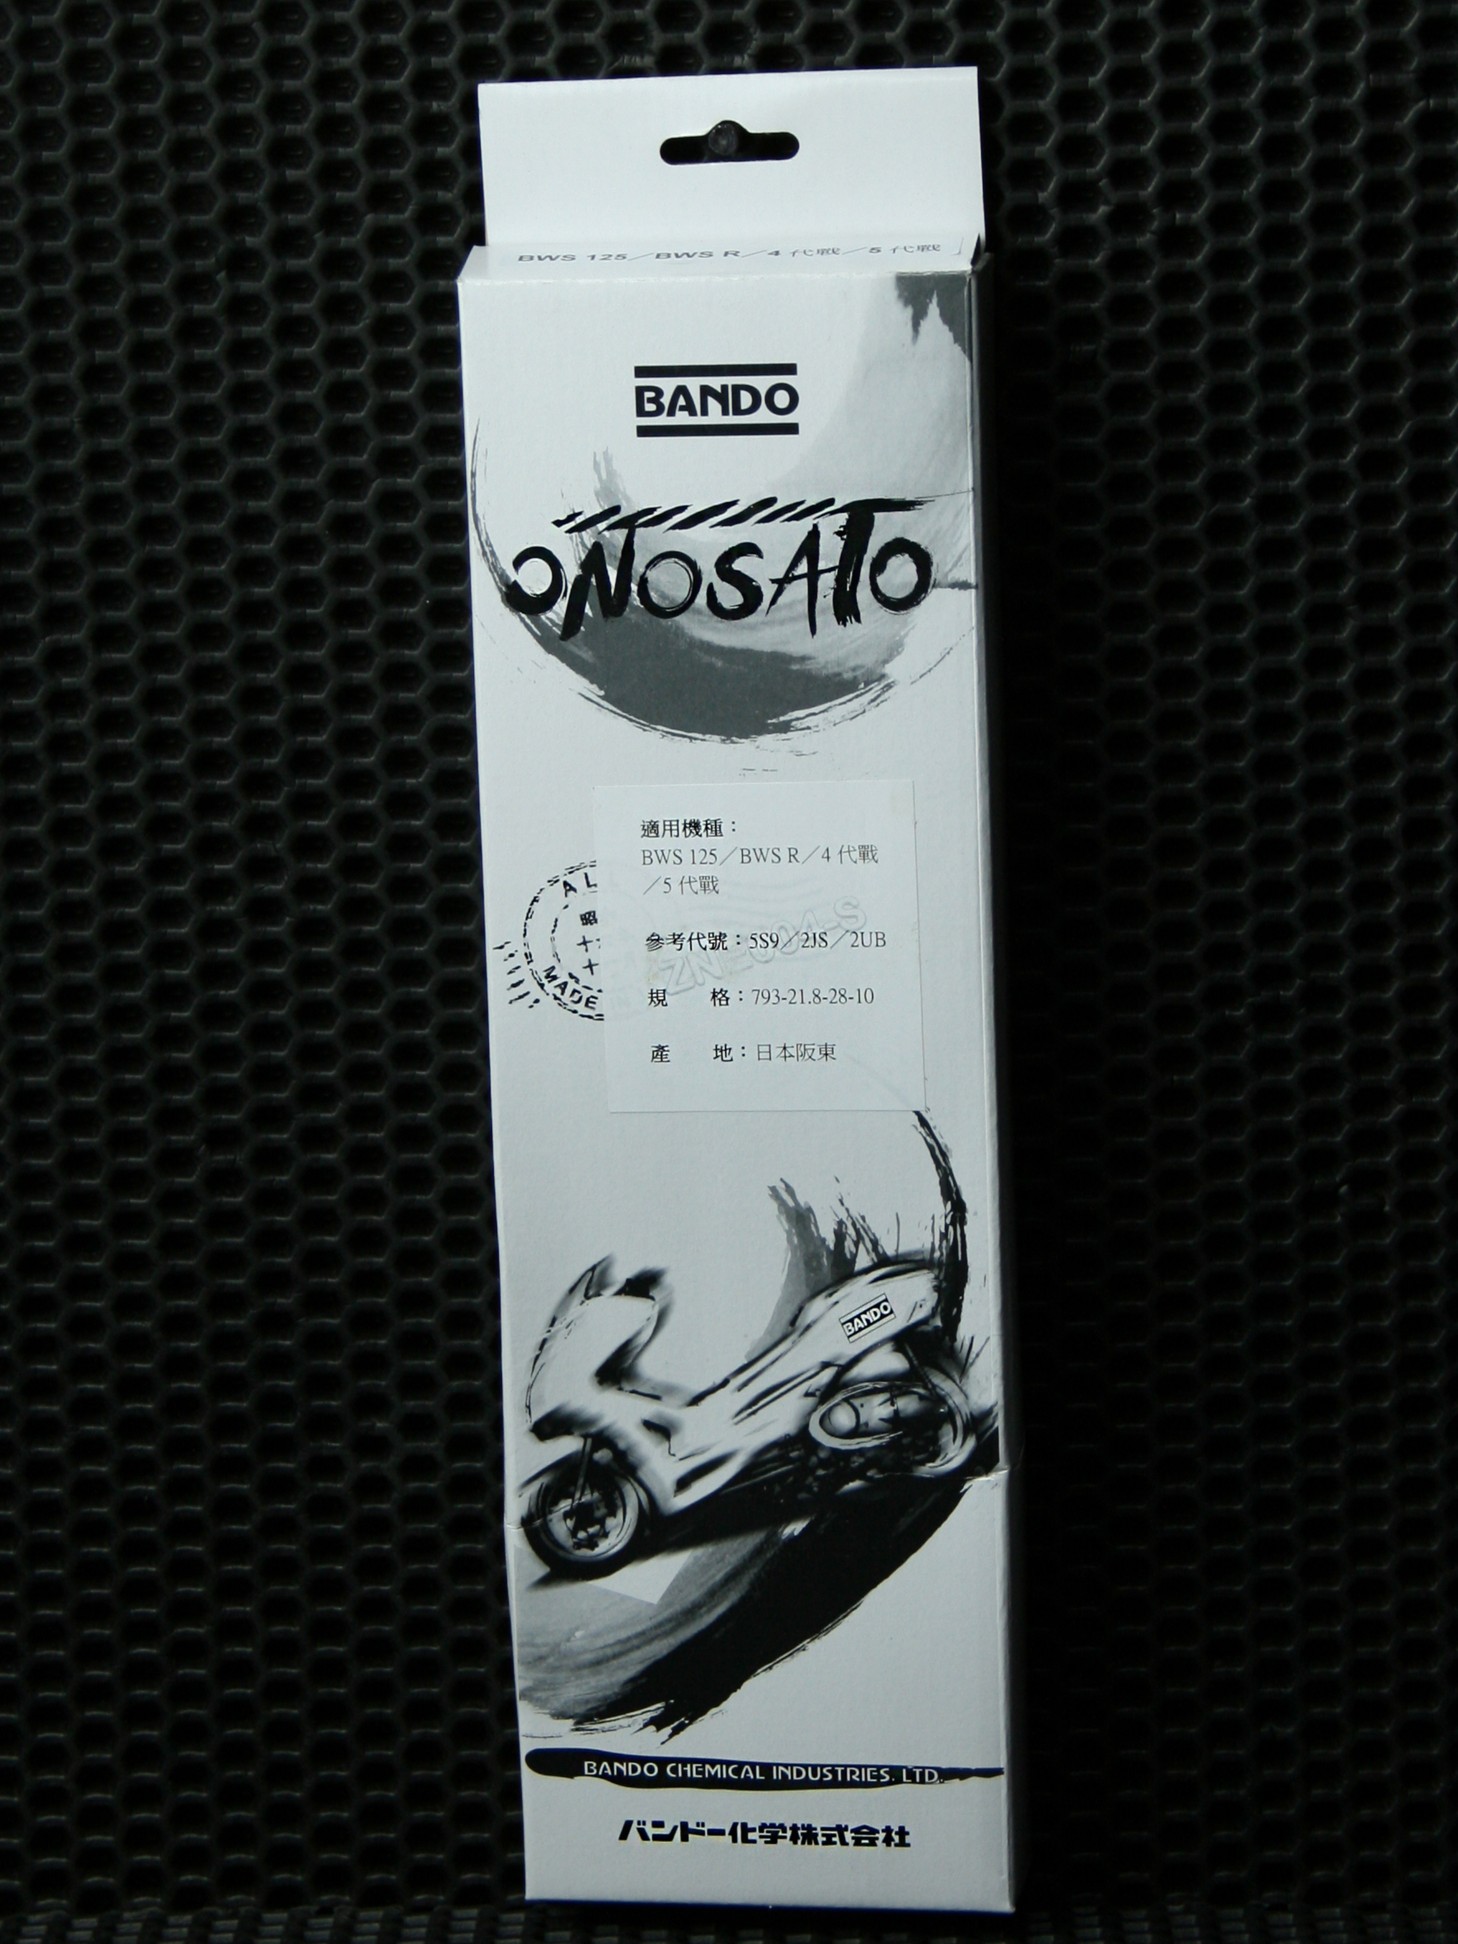 BWS 125／BWS R／4 代戰／5 代戰
BANDO
ONOSATO
適用機種：
BWS 125／BWS R／4 代戰
／5 代戰
參考代號：5S9／2JS／2UB
規　　格：793-21.8-28-10
產　　地：日本阪東
MADE
BANDO
BANDO CHEMICAL INDUSTRIES, LTD.
バンドー化学株式会社